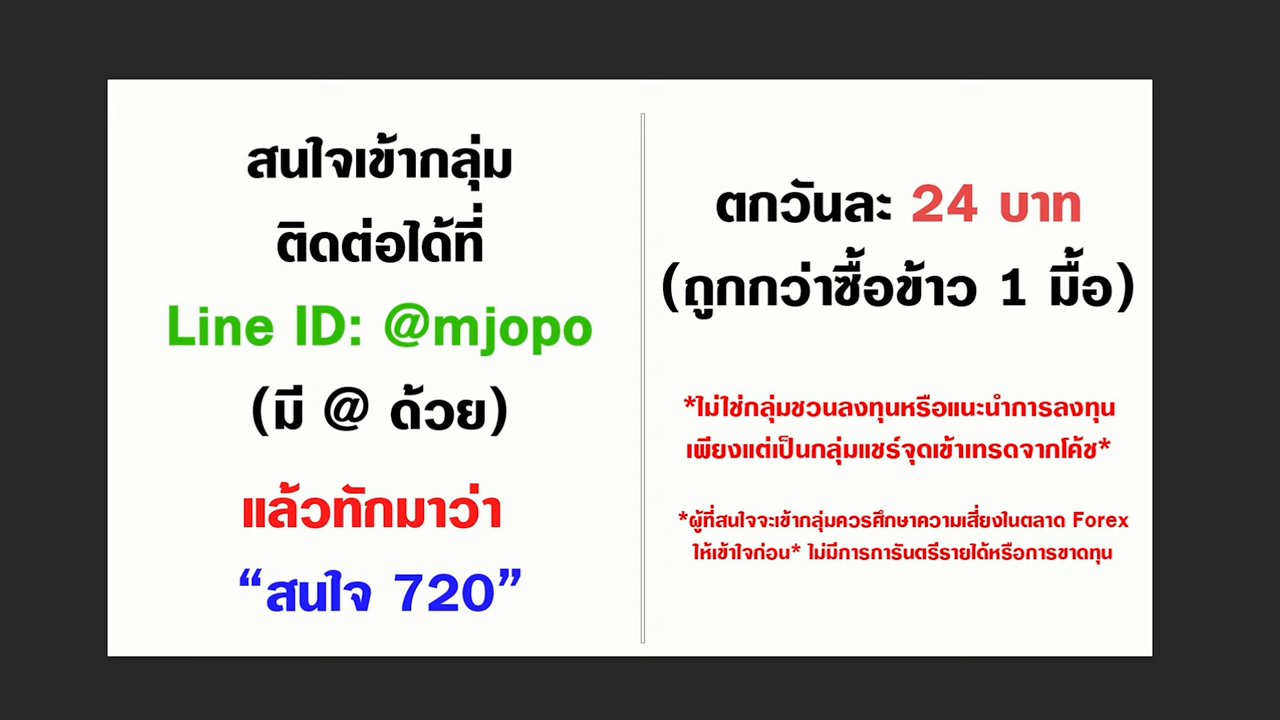 สนใจเข้ากลุ่ม
ติดต่อได้ที่
Line ID: @mjopo
(มี @ ด้วย)
แล้วทักมาว่า
“สนใจ 720”
ตกวันละ 24 บาท
(ถูกกว่าซื้อข้าว 1 มื้อ)
*ไม่ใช่กลุ่มชวนลงทุนหรือแนะนำการลงทุน
เพียงแต่เป็นกลุ่มแชร์จุดเข้าเทรดจากโค้ช*
*ผู้ที่สนใจจะเข้ากลุ่มควรศึกษาความเสี่ยงในตลาด Forex
ให้เข้าใจก่อน* ไม่มีการการันตรีรายได้หรือการขาดทุน